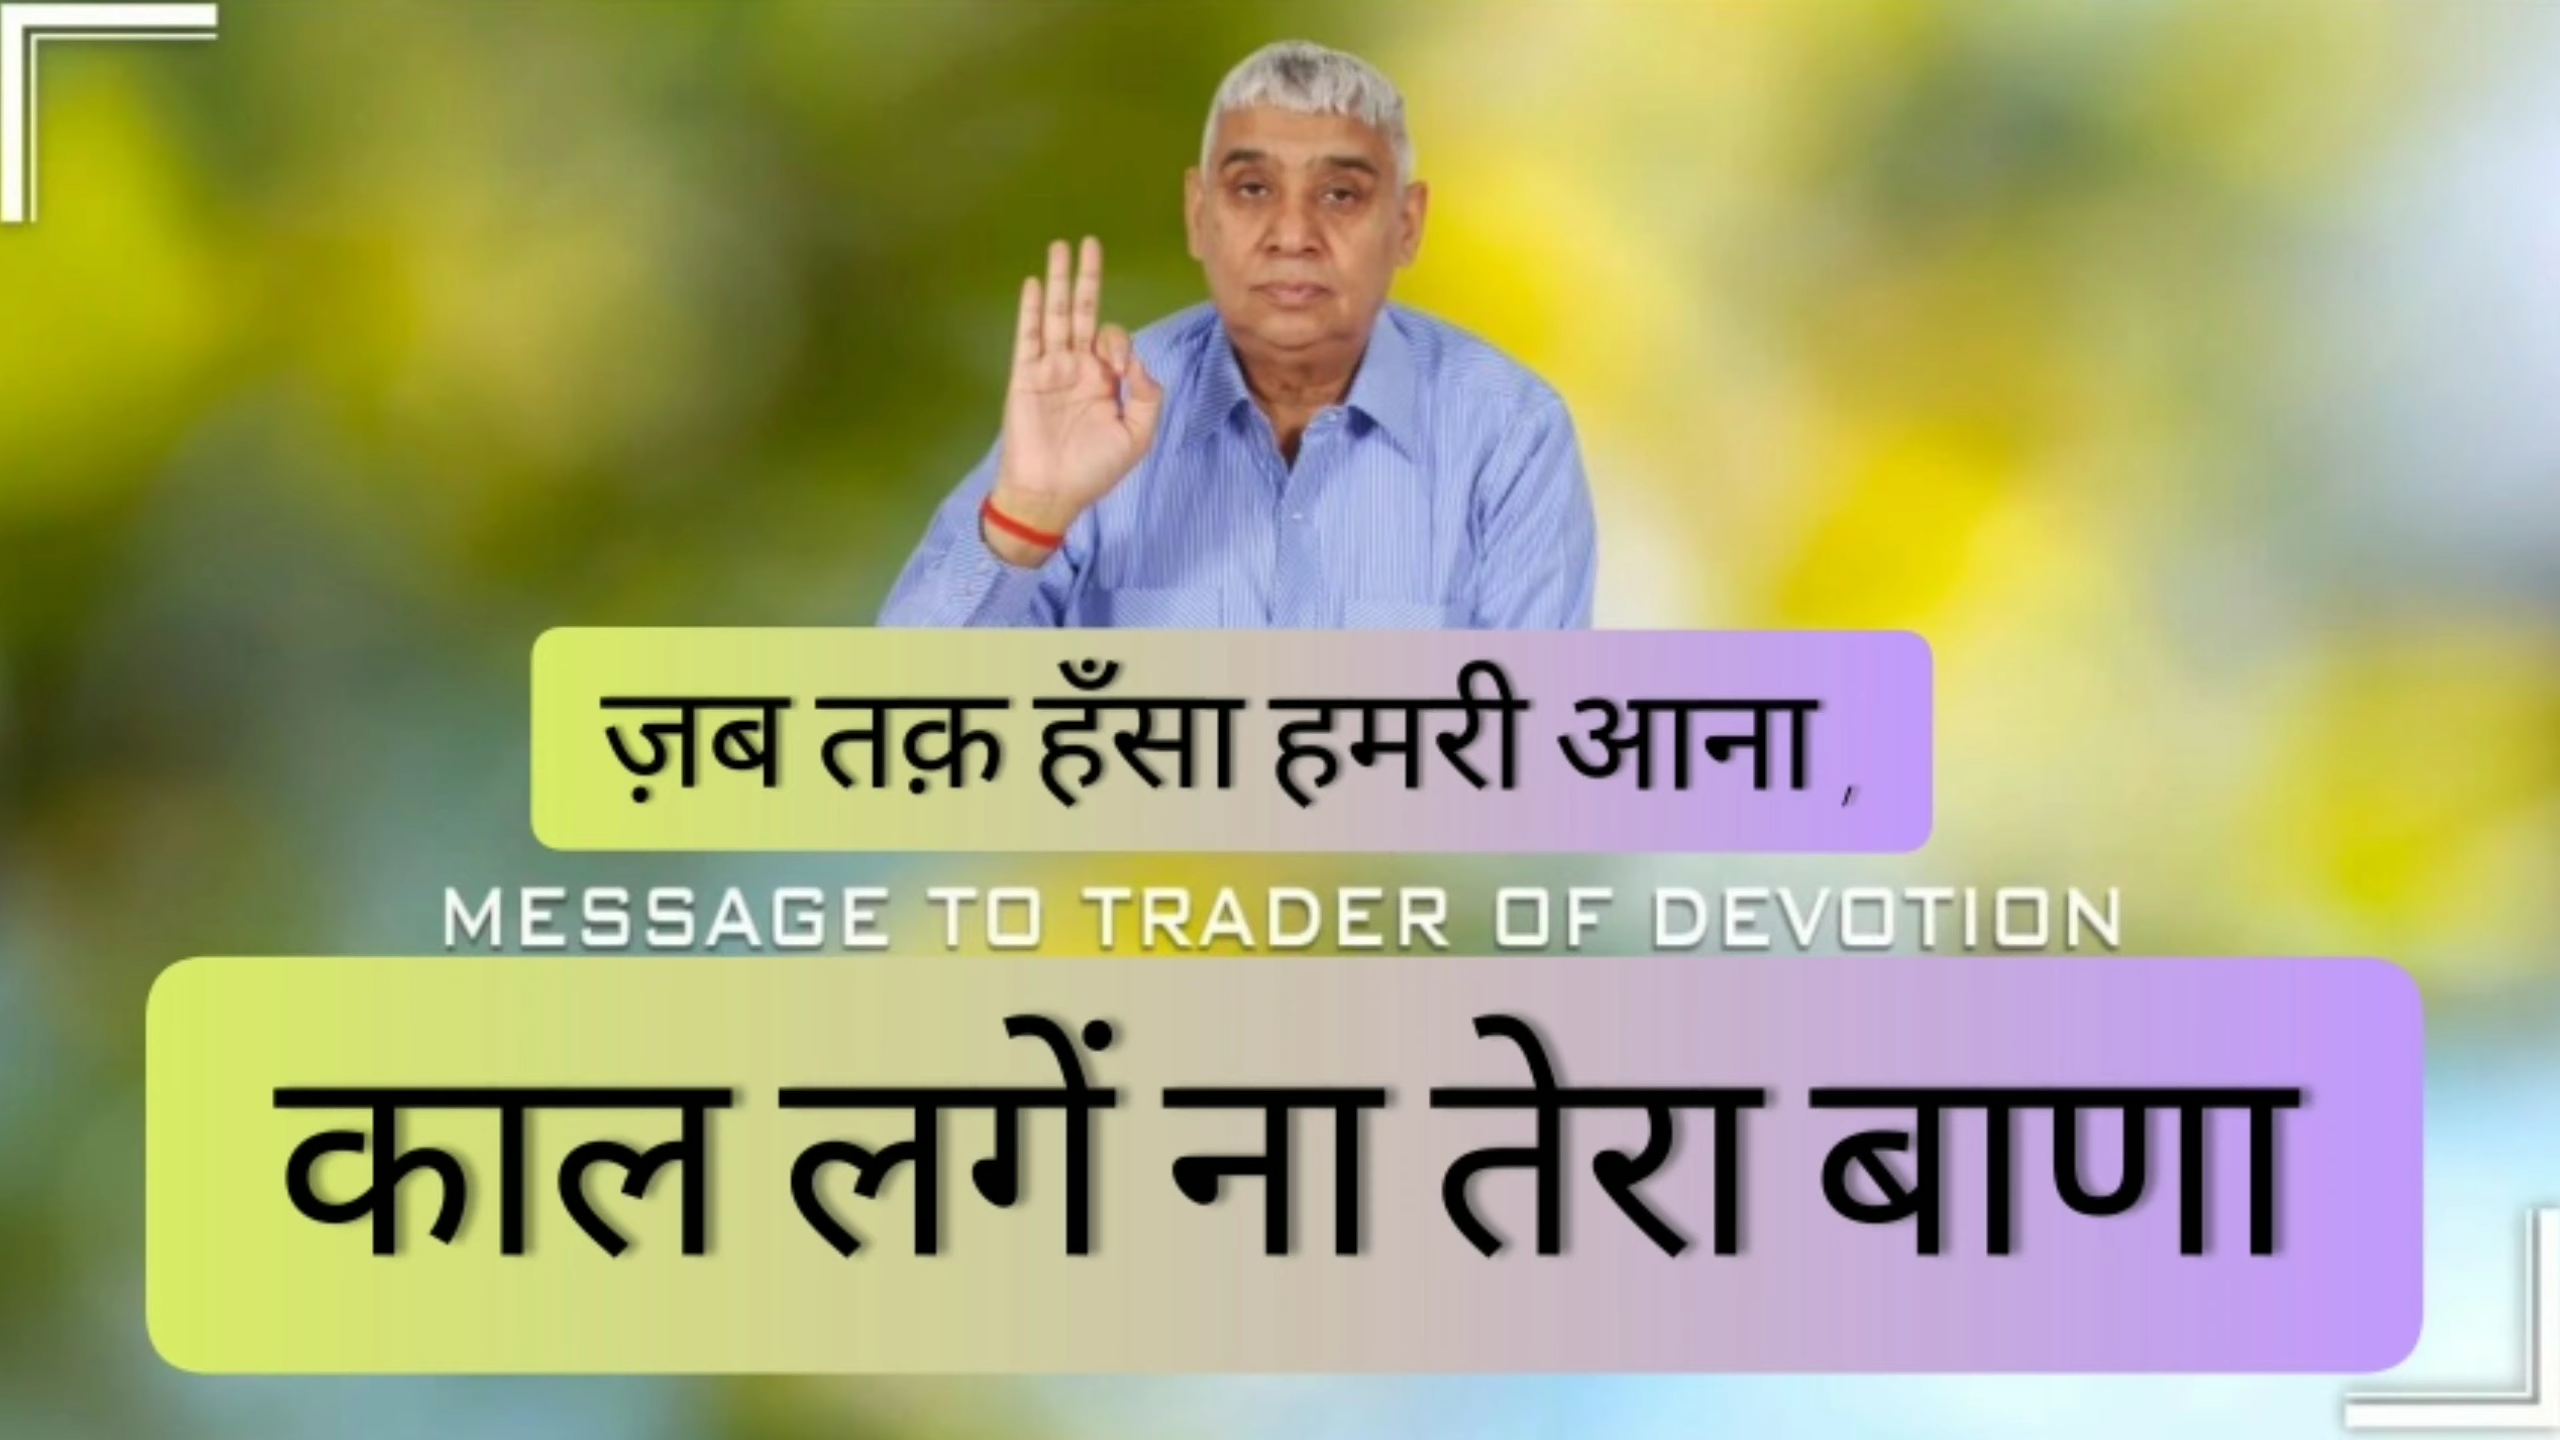 ज़ब तक़ हँसा हमरी आना ,
MESSAGE TO TRADER OF DEVOTION
काल लगें ना तेरा बाणा